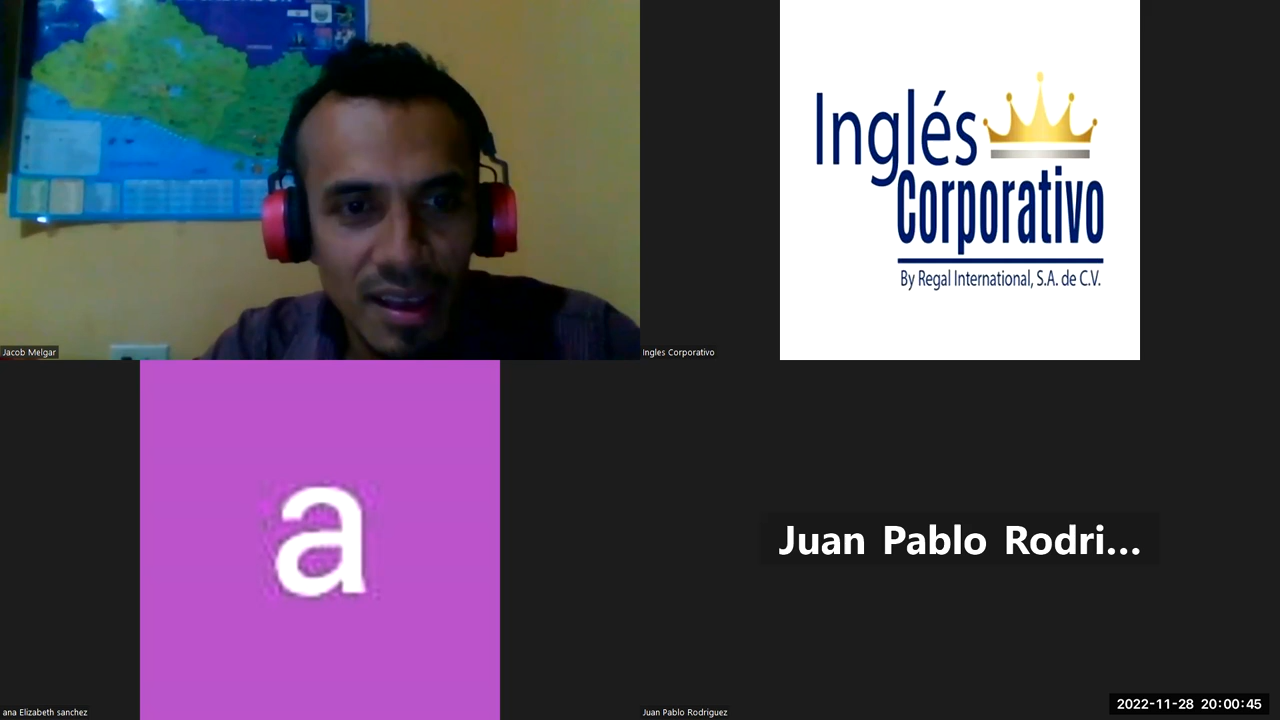 Jacob Melgar
Inglés
Corporativo
By Regal International, S.A. de C.V.
Ingles Corporativo
a
ana Elizabeth sanchez
Juan Pablo Rodri...
Juan Pablo Rodriguez
2022-11-28 20:00:45